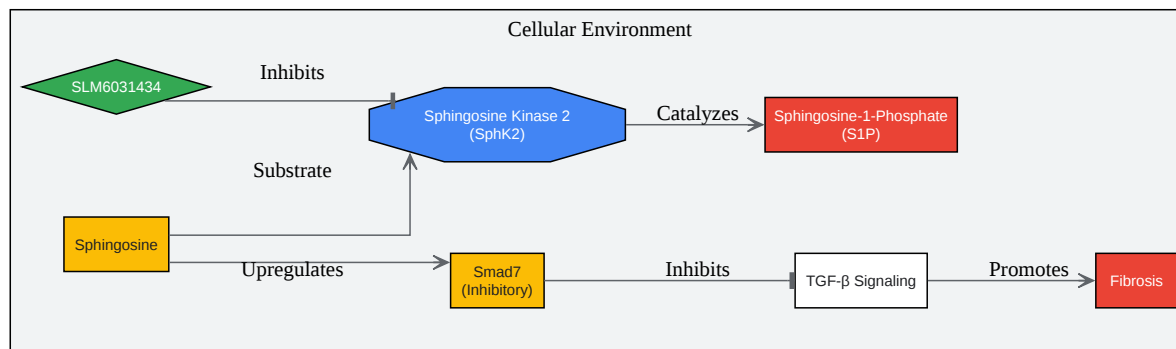 Cellular Environment
SLM6031434
Inhibits
Sphingosine Kinase 2
(SphK2)
Catalyzes
Sphingosine-1-Phosphate
(S1P)
Substrate
Sphingosine
Upregulates
Smad7
(Inhibitory)
Inhibits
TGF-β Signaling
Promotes
Fibrosis